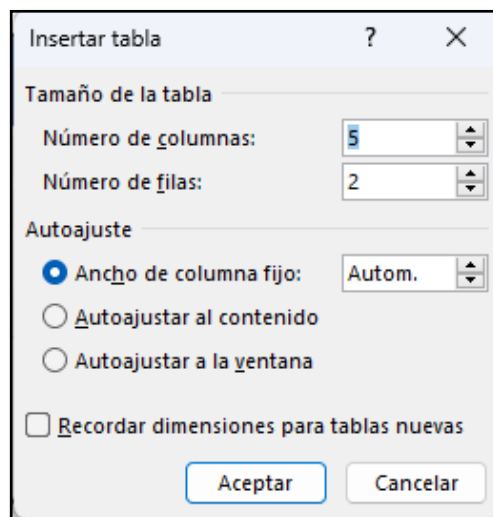 Insertar tabla ?
Tamaño de la tabla
Número de columnas: 5
Número de filas: 2
Autoajuste
Ancho de columna fijo: Autom.
Autoajustar al contenido
Autoajustar a la ventana
Recordar dimensiones para tablas nuevas
Aceptar Cancelar